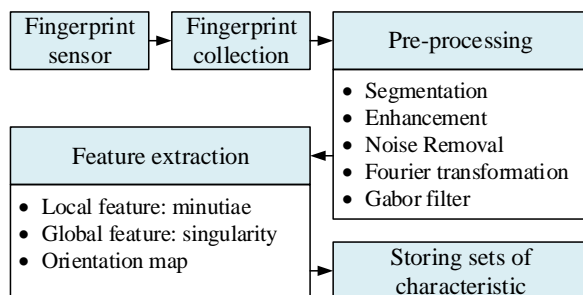 Fingerprint
sensor
Fingerprint
collection
Pre-processing
• Segmentation
• Enhancement
• Noise Removal
• Fourier transformation
• Gabor filter
Feature extraction
• Local feature: minutiae
• Global feature: singularity
• Orientation map
Storing sets of
characteristic